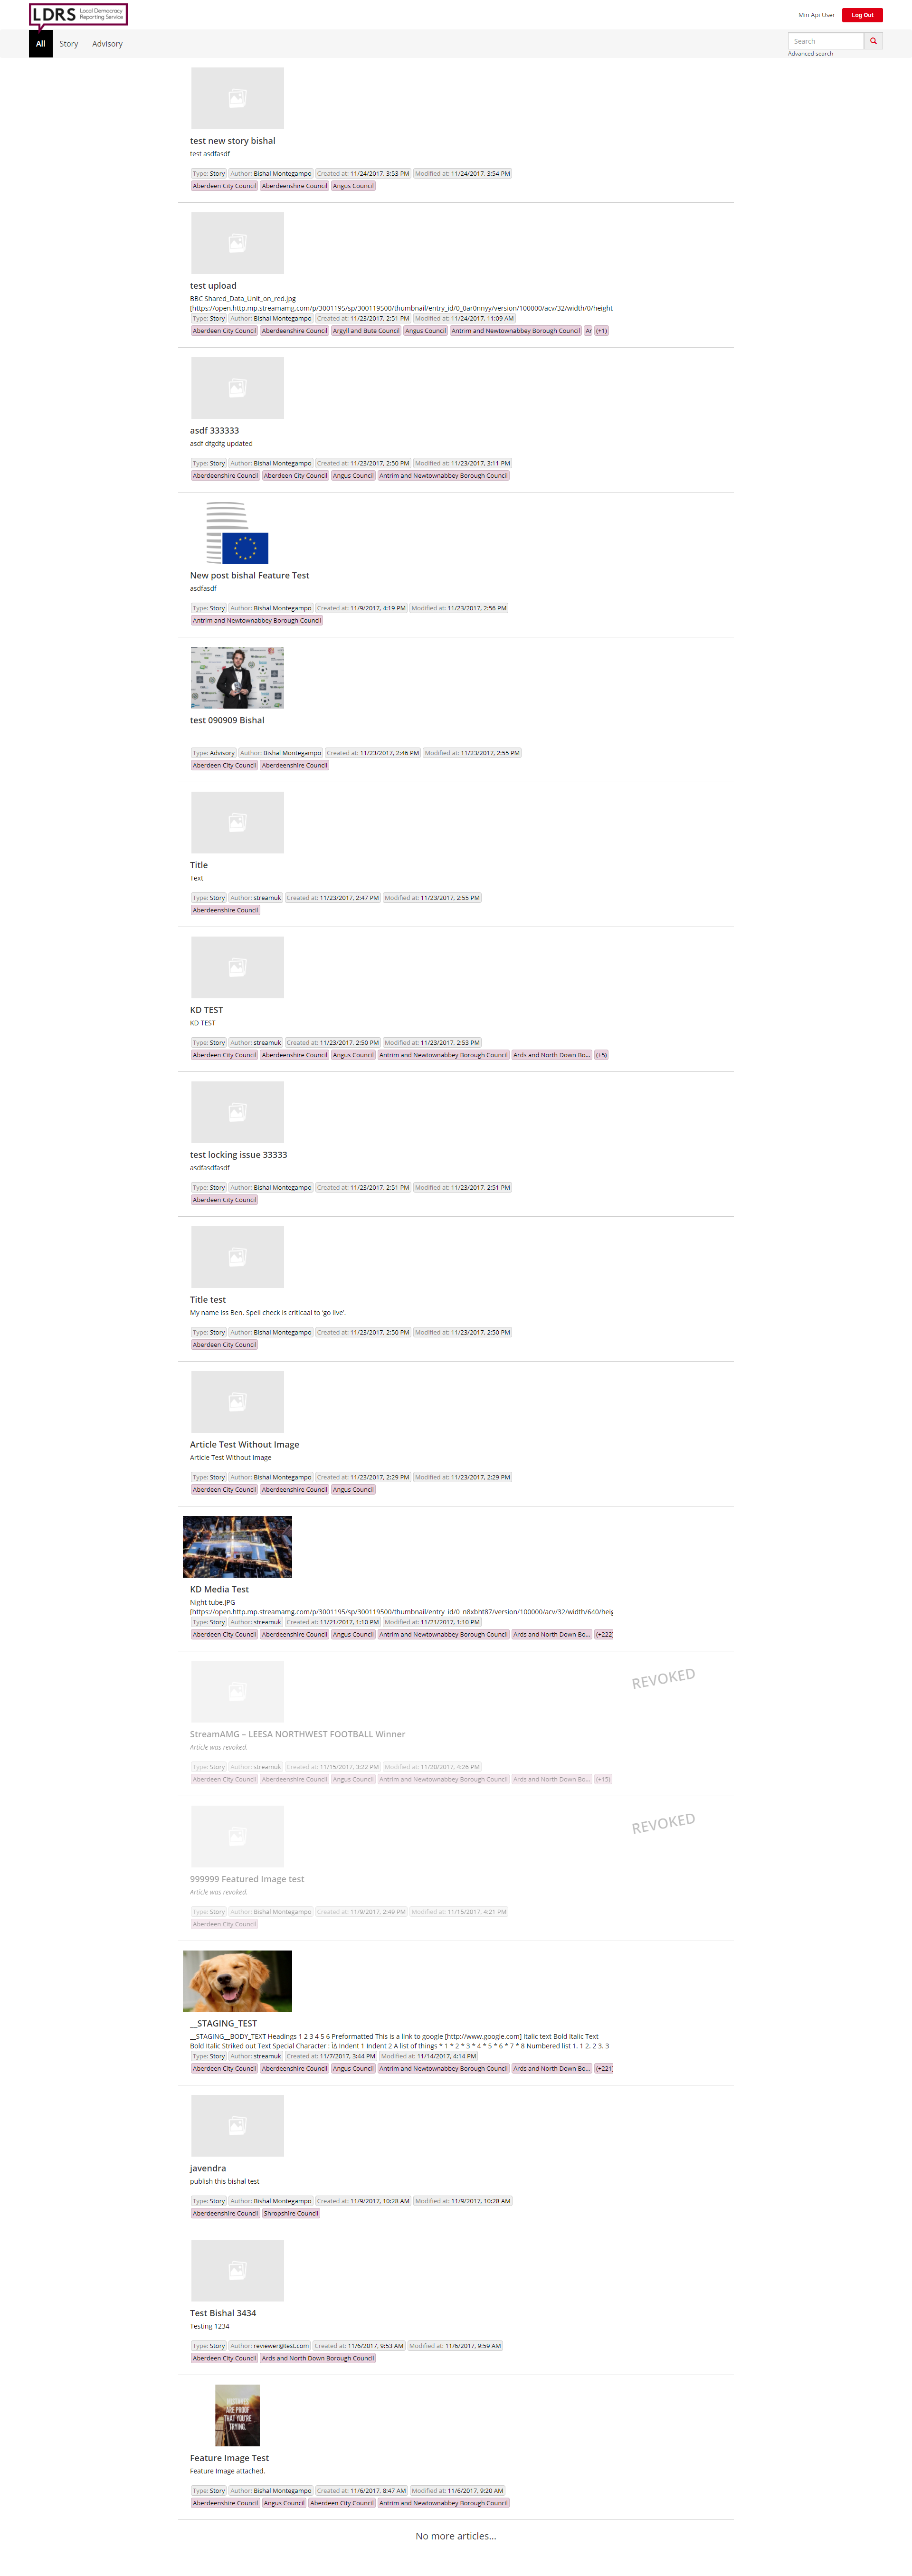 LDRS Local Democracy
Reporting Service
Min Api User
Log Out
All
Story
Advisory
Search
Advanced search
test new story bishal
test asdfasdf
Type: Story Author: Bishal Montegampo Created at: 11/24/2017, 3:53 PM Modified at: 11/24/2017, 3:54 PM
Aberdeen City Council Aberdeenshire Council Angus Council
test upload
BBC Shared_Data_Unit_on_red.jpg
[https://open.http.mp.streamamg.com/p/3001195/sp/300119500/thumbnail/entry_id/0_0ar0nnyy/version/100000/acv/32/width/0/height
Type: Story Author: Bishal Montegampo Created at: 11/23/2017, 2:51 PM Modified at: 11/24/2017, 11:09 AM
Aberdeen City Council Aberdeenshire Council Argyll and Bute Council Angus Council Antrim and Newtownabbey Borough Council Ar (+1)
asdf 333333
asdf dfgdfg updated
Type: Story Author: Bishal Montegampo Created at: 11/23/2017, 2:50 PM Modified at: 11/23/2017, 3:11 PM
Aberdeenshire Council Aberdeen City Council Angus Council Antrim and Newtownabbey Borough Council
New post bishal Feature Test
asdfasdf
Type: Story Author: Bishal Montegampo Created at: 11/9/2017, 4:19 PM Modified at: 11/23/2017, 2:56 PM
Antrim and Newtownabbey Borough Council
test 090909 Bishal
Type: Advisory Author: Bishal Montegampo Created at: 11/23/2017, 2:46 PM Modified at: 11/23/2017, 2:55 PM
Aberdeen City Council Aberdeenshire Council
Title
Text
Type: Story Author: streamuk Created at: 11/23/2017, 2:47 PM Modified at: 11/23/2017, 2:55 PM
Aberdeenshire Council
KD TEST
KD TEST
Type: Story Author: streamuk Created at: 11/23/2017, 2:50 PM Modified at: 11/23/2017, 2:53 PM
Aberdeen City Council Aberdeenshire Council Angus Council Antrim and Newtownabbey Borough Council Ards and North Down Bo... (+5)
test locking issue 33333
asdfasdfasdf
Type: Story Author: Bishal Montegampo Created at: 11/23/2017, 2:51 PM Modified at: 11/23/2017, 2:51 PM
Aberdeen City Council
Title test
My name iss Ben. Spell check is criticaal to 'go live'.
Type: Story Author: Bishal Montegampo Created at: 11/23/2017, 2:50 PM Modified at: 11/23/2017, 2:50 PM
Aberdeen City Council
Article Test Without Image
Article Test Without Image
Type: Story Author: Bishal Montegampo Created at: 11/23/2017, 2:29 PM Modified at: 11/23/2017, 2:29 PM
Aberdeen City Council Aberdeenshire Council Angus Council
KD Media Test
Night tube.JPG
[https://open.http.mp.streamamg.com/p/3001195/sp/300119500/thumbnail/entry_id/0_n8xbht87/version/100000/acv/32/width/640/heig
Type: Story Author: streamuk Created at: 11/21/2017, 1:10 PM Modified at: 11/21/2017, 1:10 PM
Aberdeen City Council Aberdeenshire Council Angus Council Antrim and Newtownabbey Borough Council Ards and North Down Bo... (+222
REVOKED
StreamAMG – LEESA NORTHWEST FOOTBALL Winner
Article was revoked.
Type: Story Author: streamuk Created at: 11/15/2017, 3:22 PM Modified at: 11/20/2017, 4:26 PM
Aberdeen City Council Aberdeenshire Council Angus Council Antrim and Newtownabbey Borough Council Ards and North Down Bo... (+15)
REVOKED
999999 Featured Image test
Article was revoked.
Type: Story Author: Bishal Montegampo Created at: 11/9/2017, 2:49 PM Modified at: 11/15/2017, 4:21 PM
Aberdeen City Council
__STAGING_TEST
__STAGING__BODY_TEXT Headings 1 2 3 4 5 6 Preformatted This is a link to google [http://www.google.com] Italic text Bold Italic Text
Bold Italic Striked out Text Special Character : Ïå Indent 1 Indent 2 A list of things * 1 * 2 * 3 * 4 * 5 * 6 * 7 * 8 Numbered list 1. 1 2. 2 3. 3
Type: Story Author: streamuk Created at: 11/7/2017, 3:44 PM Modified at: 11/14/2017, 4:14 PM
Aberdeen City Council Aberdeenshire Council Angus Council Antrim and Newtownabbey Borough Council Ards and North Down Bo... (+221
javendra
publish this bishal test
Type: Story Author: Bishal Montegampo Created at: 11/9/2017, 10:28 AM Modified at: 11/9/2017, 10:28 AM
Aberdeenshire Council Shropshire Council
Test Bishal 3434
Testing 1234
Type: Story Author: reviewer@test.com Created at: 11/6/2017, 9:53 AM Modified at: 11/6/2017, 9:59 AM
Aberdeen City Council Ards and North Down Borough Council
MISTAKES
ARE PROOF
THAT YOU'RE
TRYING.
Feature Image Test
Feature Image attached.
Type: Story Author: Bishal Montegampo Created at: 11/6/2017, 8:47 AM Modified at: 11/6/2017, 9:20 AM
Aberdeenshire Council Angus Council Aberdeen City Council Antrim and Newtownabbey Borough Council
No more articles...